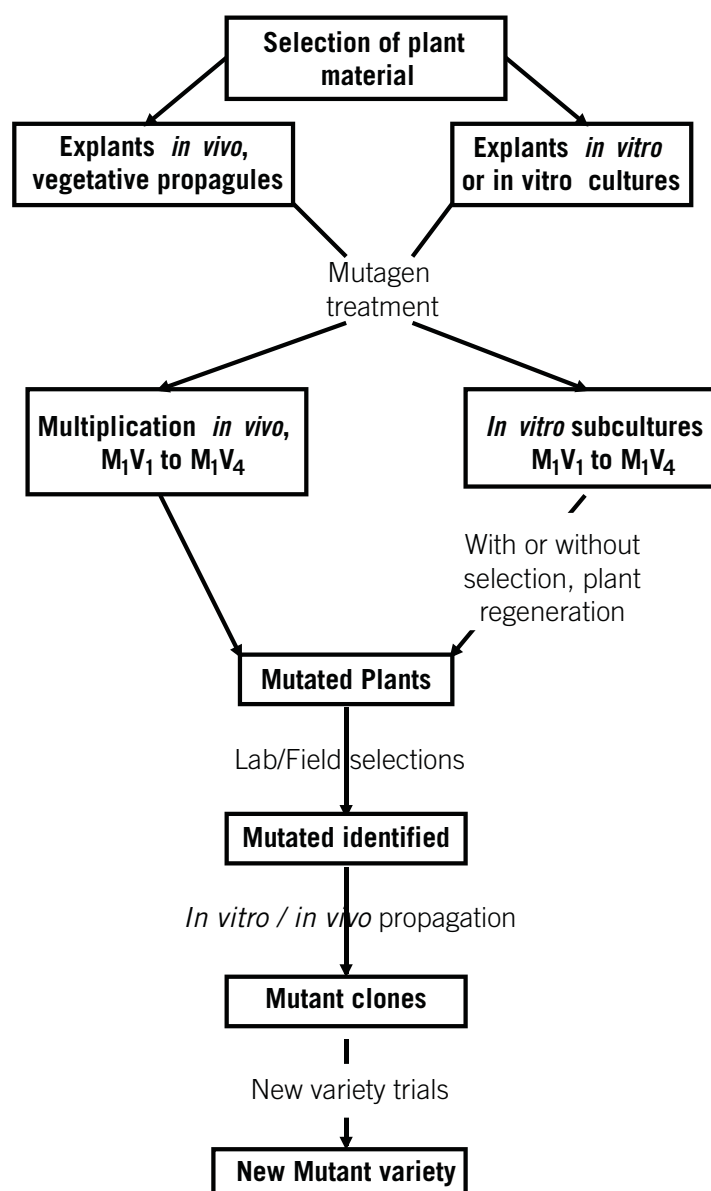 Selection of plant
material
Explants in vivo,
vegetative propagules
Explants in vitro
or in vitro cultures
Mutagen
treatment
Multiplication in vivo,
M₁V₁ to M₁V₄
In vitro subcultures
M₁V₁ to M₁V₄
With or without
selection, plant
regeneration
Mutated Plants
Lab/Field selections
Mutated identified
In vitro / in vivo propagation
Mutant clones
New variety trials
New Mutant variety